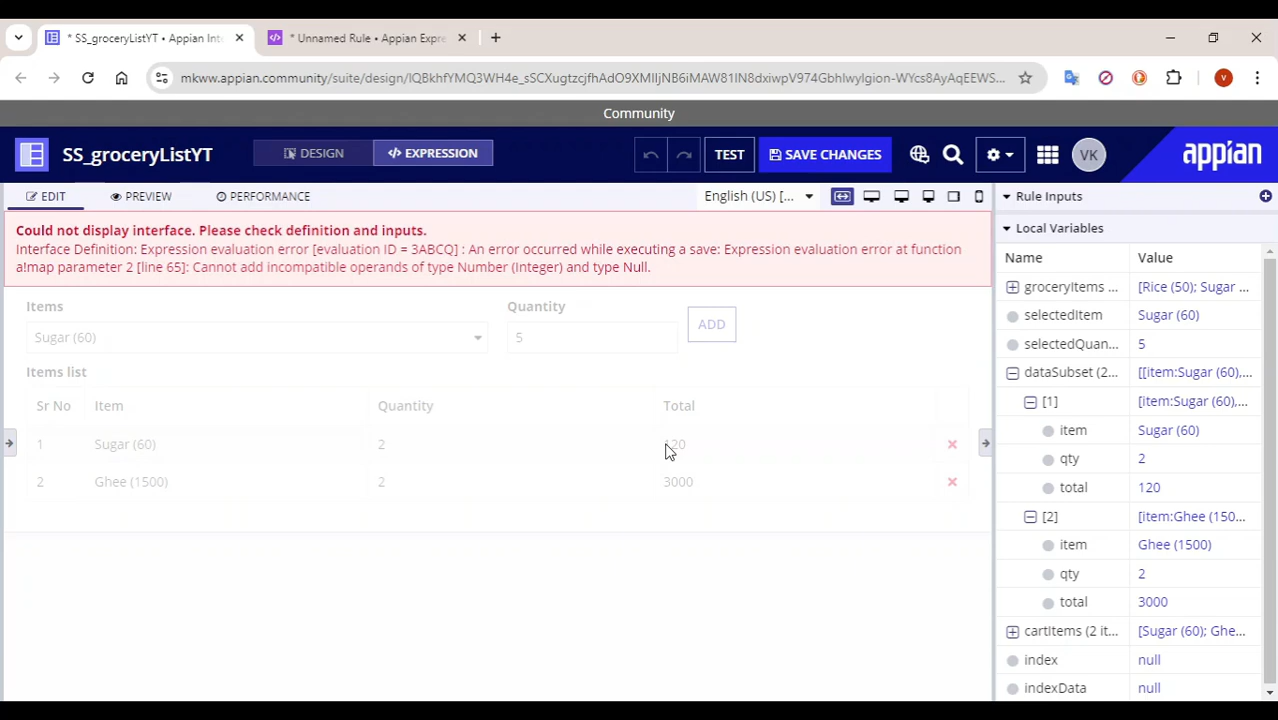 * SS_groceryListYT • Appian Inte
* Unnamed Rule • Appian Expre
mkww.appian.community/suite/design/
Community
SS_groceryListYT
DESIGN
EXPRESSION
TEST
SAVE CHANGES
VK
appian
EDIT
PREVIEW
PERFORMANCE
English (US) [...
Rule Inputs
Could not display interface. Please check definition and inputs.
Interface Definition: Expression evaluation error [evaluation ID = 3ABCQ] : An error occurred while executing a save: Expression evaluation error at function
a!map parameter 2 [line 65]: Cannot add incompatible operands of type Number (Integer) and type Null.
Items
Quantity
Sugar (60)
5
ADD
Items list
Sr No Item Quantity Total
1 Sugar (60) 2 120
2 Ghee (1500) 2 3000
Local Variables
Name Value
groceryItems ... [Rice (50); Sugar ...
selectedItem Sugar (60)
selectedQuan... 5
dataSubset (2... [[item:Sugar (60),...
[1] [item:Sugar (60),...
item Sugar (60)
qty 2
total 120
[2] [item:Ghee (150...
item Ghee (1500)
qty 2
total 3000
cartItems (2 it... [Sugar (60); Ghe...
index null
indexData null